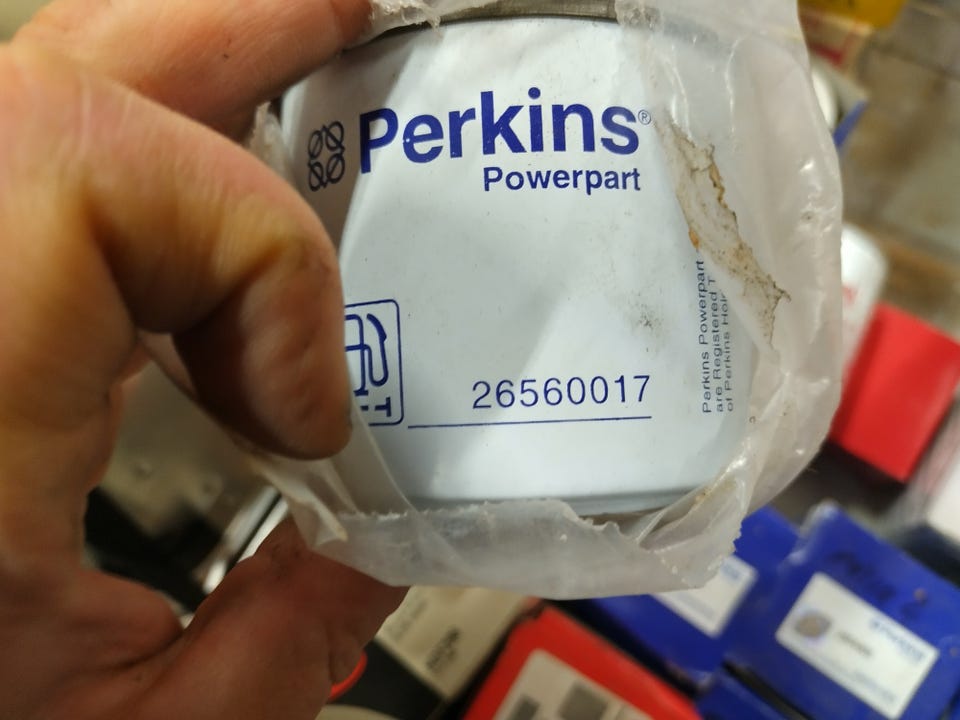 Perkins®
Powerpart
26560017
Perkins Powerpart
are Registered T
of Perkins Hol